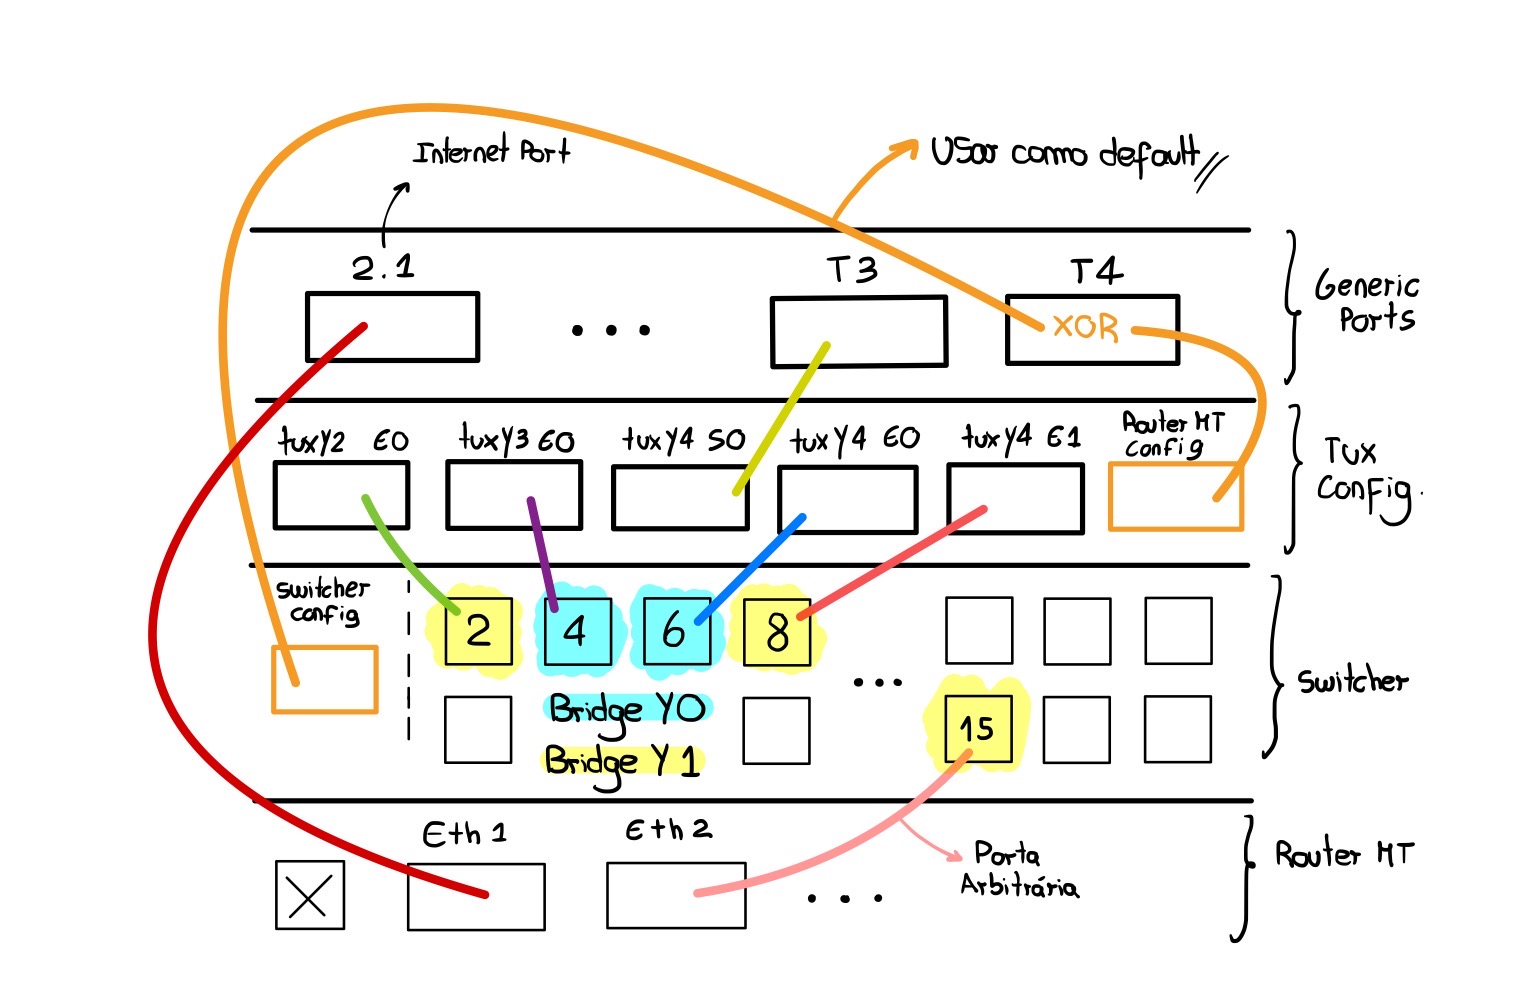 Internet Port
Usar como default
2.1
T3
T4
XOR
Generic
Ports
tuxY2 E0
tuxY3 E0
tuxY4 S0
tuxY4 E0
tuxY4 E1
Router MT
config
Tux
Config.
switcher
config
2
4
6
8
Bridge Y0
Bridge Y1
15
Switcher
Eth 1
Eth 2
Porta
Arbitrária
Router MT